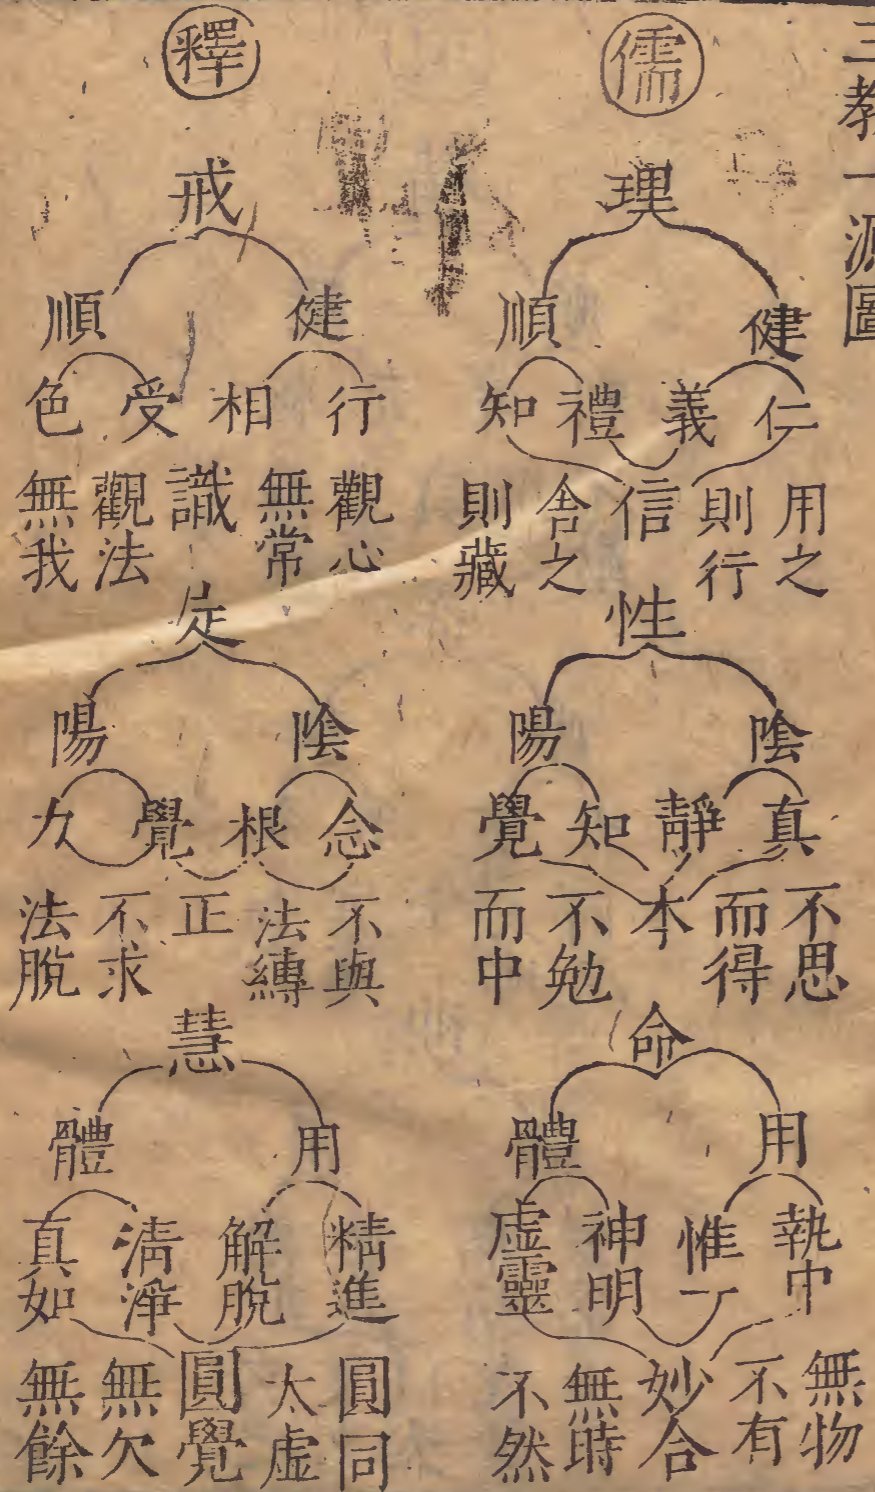 三教一源圖
儒
理
健 順
仁 義 禮 知
用之則行 信 舍之則藏
性
陰 陽
真 靜 知 覺
不思而得 本 不勉而中
命
用 體
執中 惟一 神明 虛靈
無物不有 妙合 無時不然
釋
戒
健 順
行 相 受 色
觀心無常 識 觀法無我
定
陰 陽
念 根 覺 力
不與法縳 正 不求法脫
慧
用 體
精進 解脫 淸淨 真如
圓同太虛 圓覺 無欠無餘